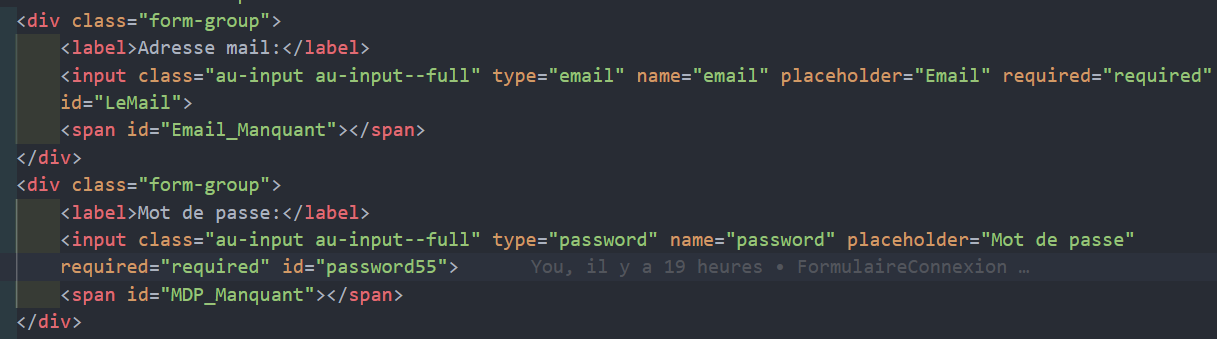 <div class="form-group">
<label>Adresse mail:</label>
<input class="au-input au-input--full" type="email" name="email" placeholder="Email" required="required"
id="LeMail">
<span id="Email_Manquant"></span>
</div>
<div class="form-group">
<label>Mot de passe:</label>
<input class="au-input au-input--full" type="password" name="password" placeholder="Mot de passe"
required="required" id="password55"> You, il y a 19 heures • FormulaireConnexion …
<span id="MDP_Manquant"></span>
</div>